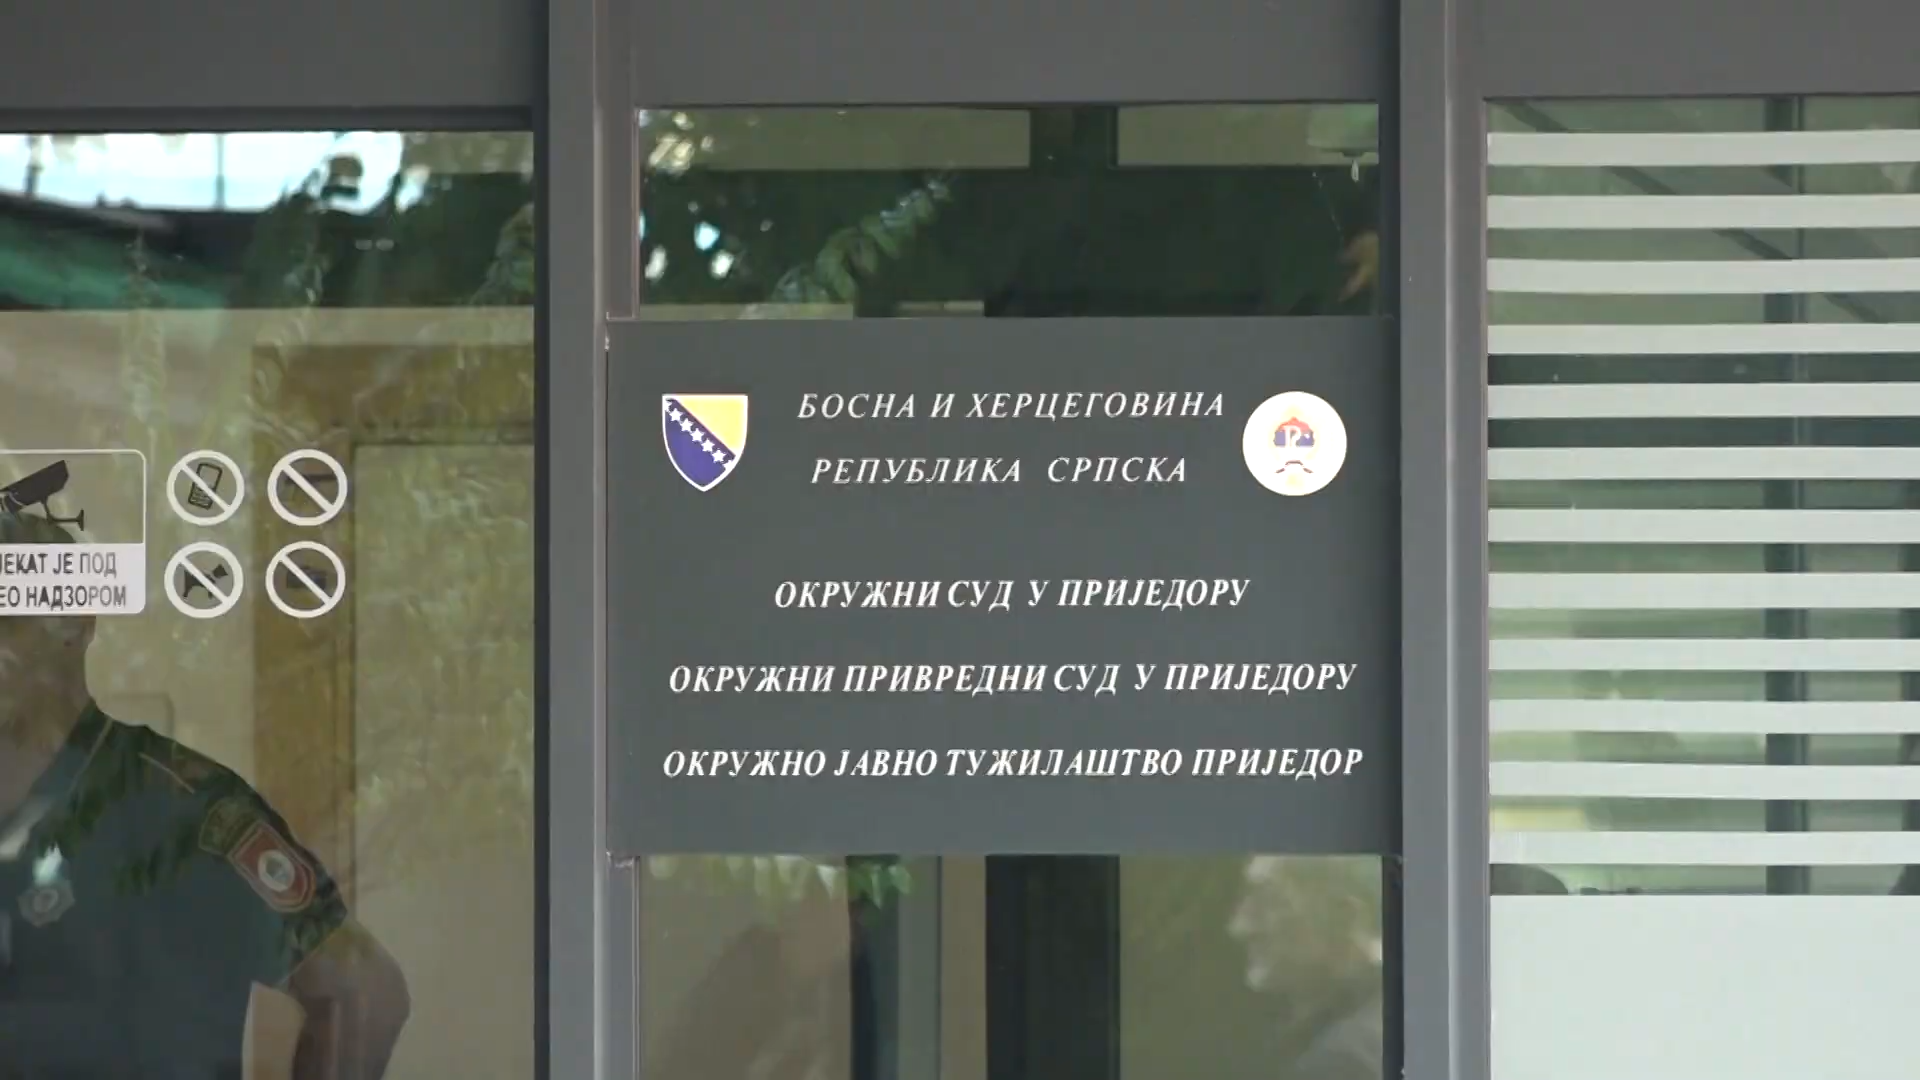 БОСНА И ХЕРЦЕГОВИНА
РЕПУБЛИКА СРПСКА
ОКРУЖНИ СУД У ПРИЈЕДОРУ
ОКРУЖНИ ПРИВРЕДНИ СУД У ПРИЈЕДОРУ
ОКРУЖНО ЈАВНО ТУЖИЛАШТВО ПРИЈЕДОР
ЈЕКАТ ЈЕ ПОД
ЕО НАДЗОРОМ